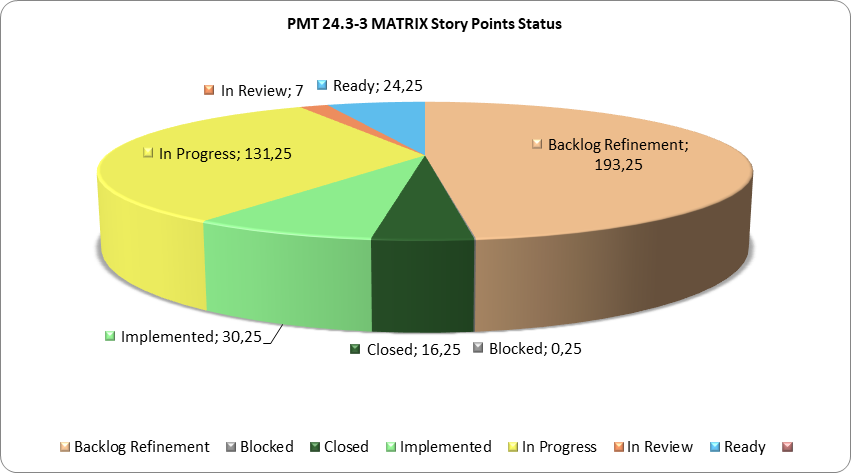 PMT 24.3-3 MATRIX Story Points Status
In Review; 7
Ready; 24,25
In Progress; 131,25
Backlog Refinement;
193,25
Implemented; 30,25
Closed; 16,25
Blocked; 0,25
Backlog Refinement
Blocked
Closed
Implemented
In Progress
In Review
Ready